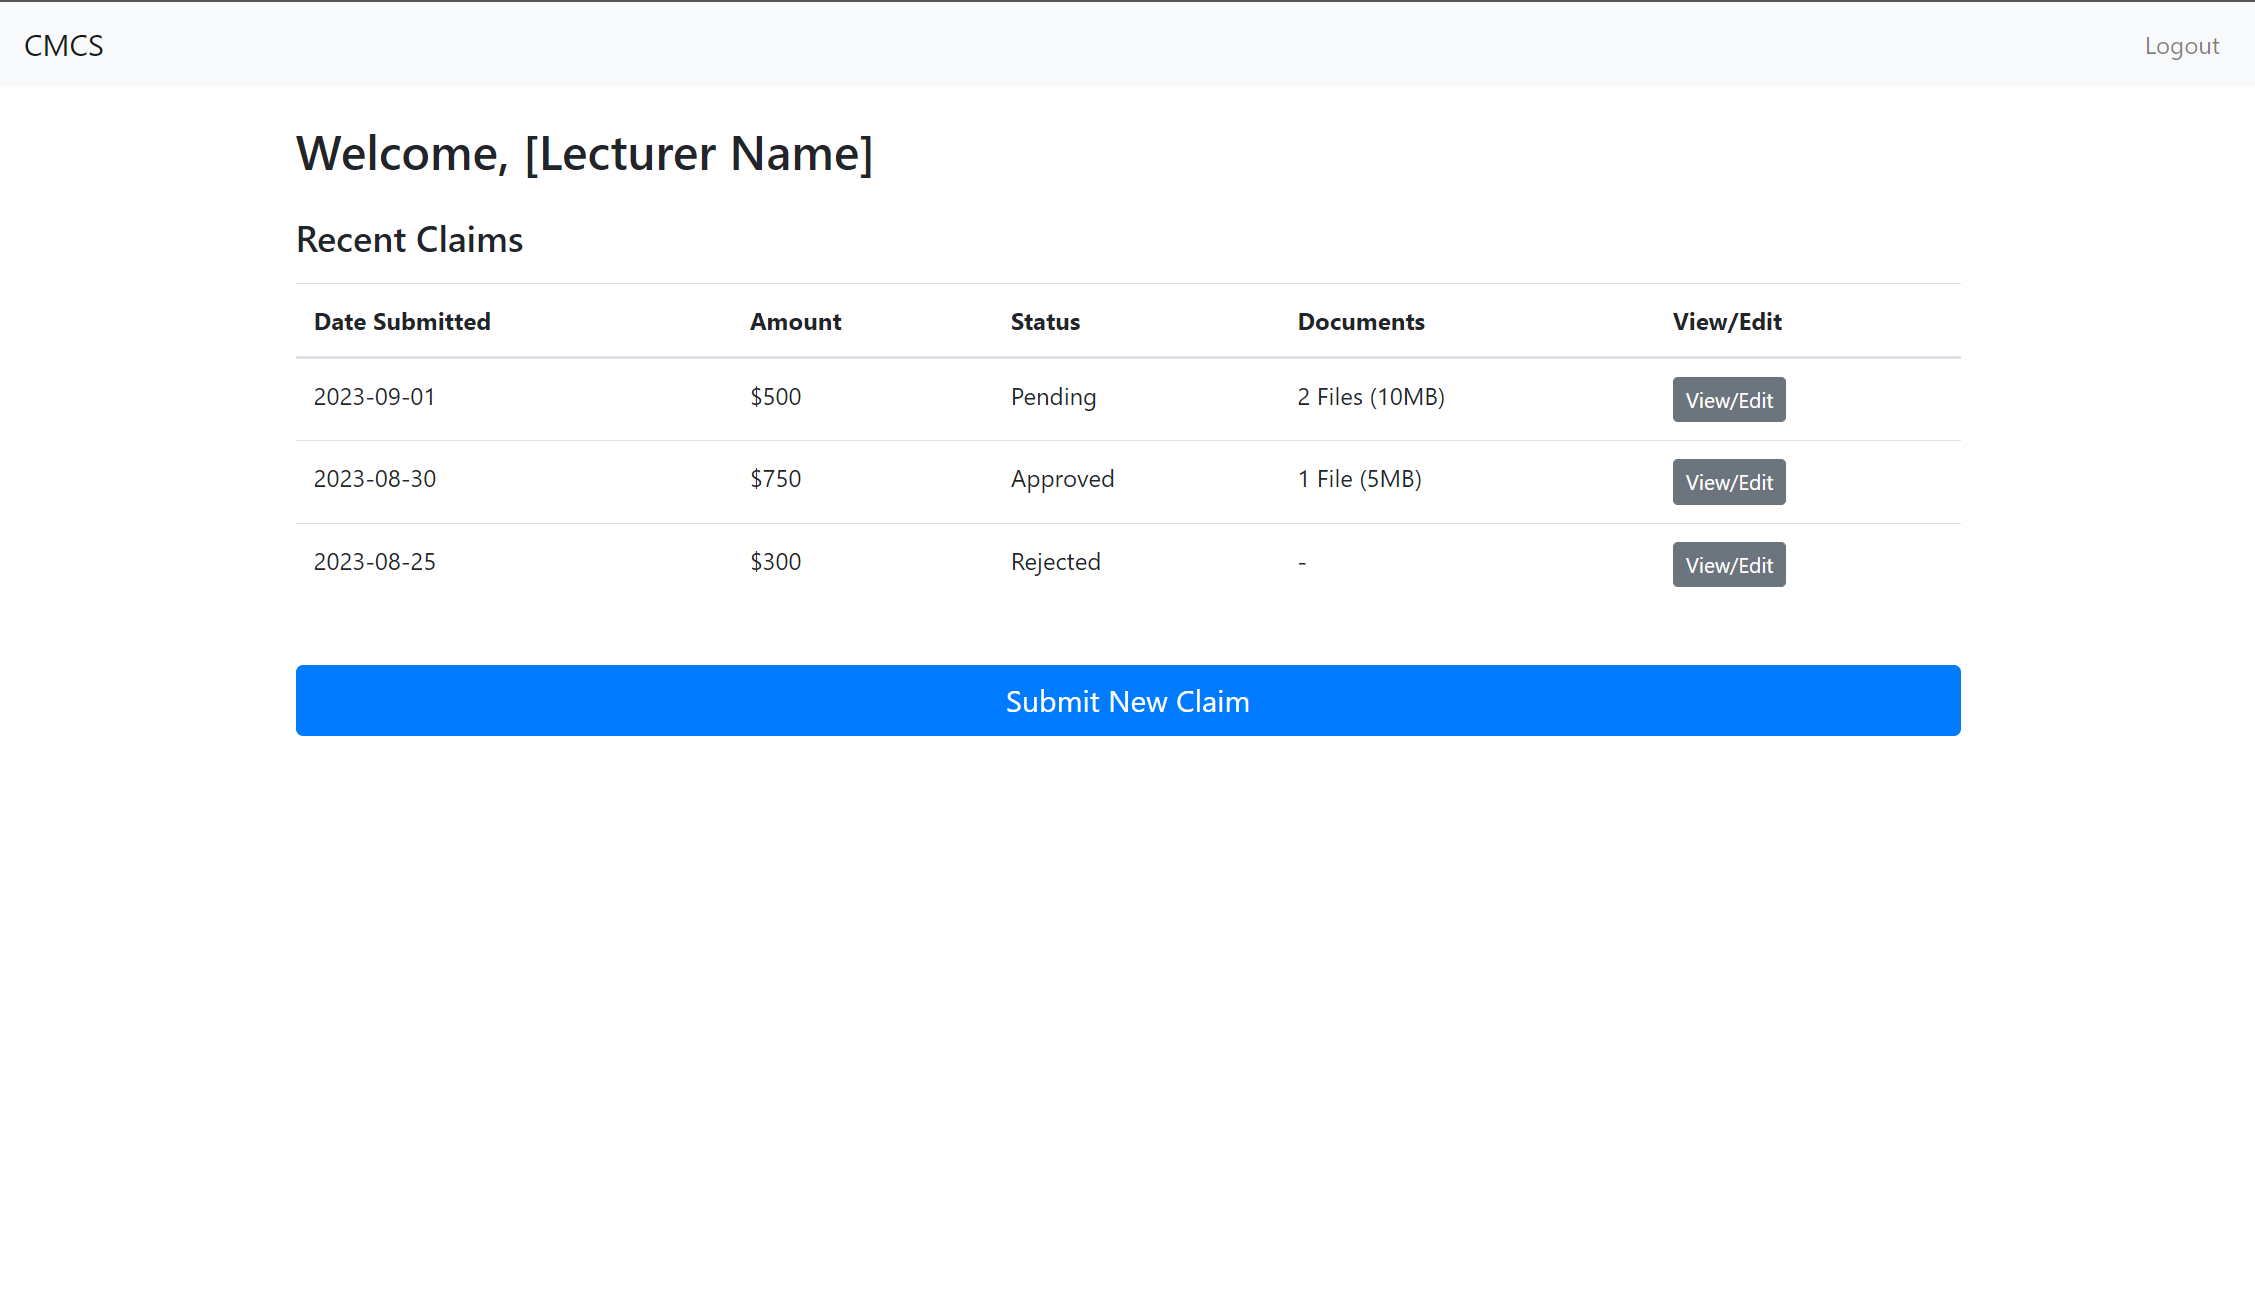 CMCS Logout
Welcome, [Lecturer Name]
Recent Claims
Date Submitted Amount Status Documents View/Edit
2023-09-01 $500 Pending 2 Files (10MB) View/Edit
2023-08-30 $750 Approved 1 File (5MB) View/Edit
2023-08-25 $300 Rejected - View/Edit
Submit New Claim